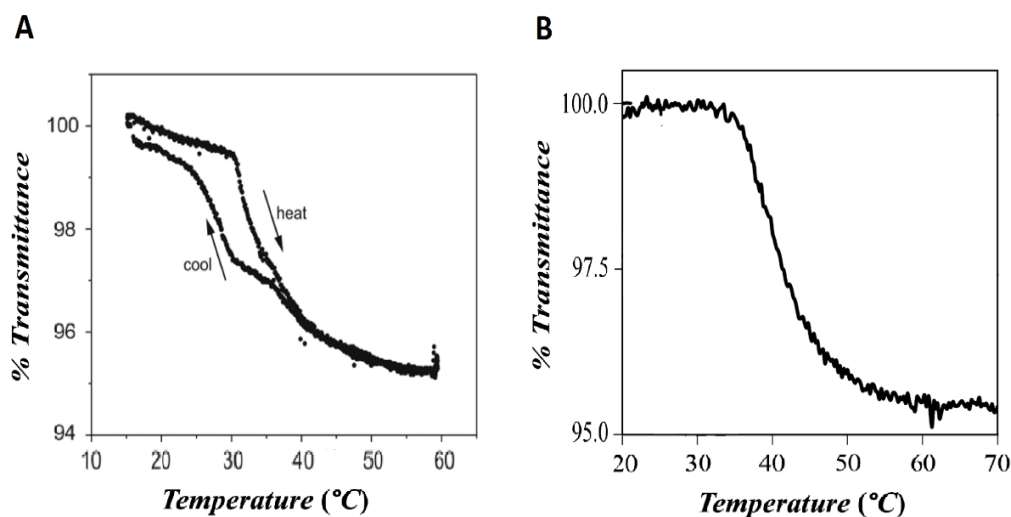 A
100
98
96
94
10 20 30 40 50 60
% Transmittance
Temperature (°C)
heat
cool
B
100.0
97.5
95.0
20 30 40 50 60 70
% Transmittance
Temperature (°C)